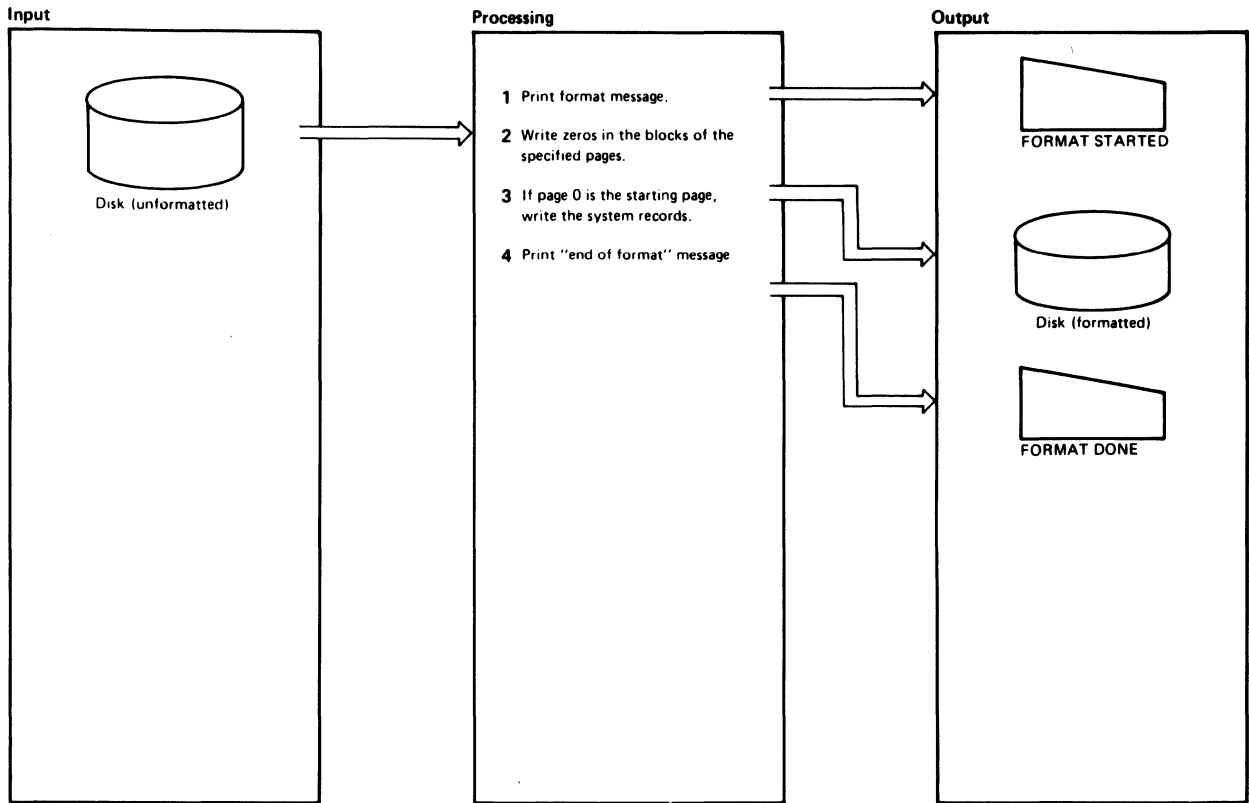 Input
Disk (unformatted)
Processing
1 Print format message.
2 Write zeros in the blocks of the
specified pages.
3 If page 0 is the starting page,
write the system records.
4 Print "end of format" message
Output
FORMAT STARTED
Disk (formatted)
FORMAT DONE